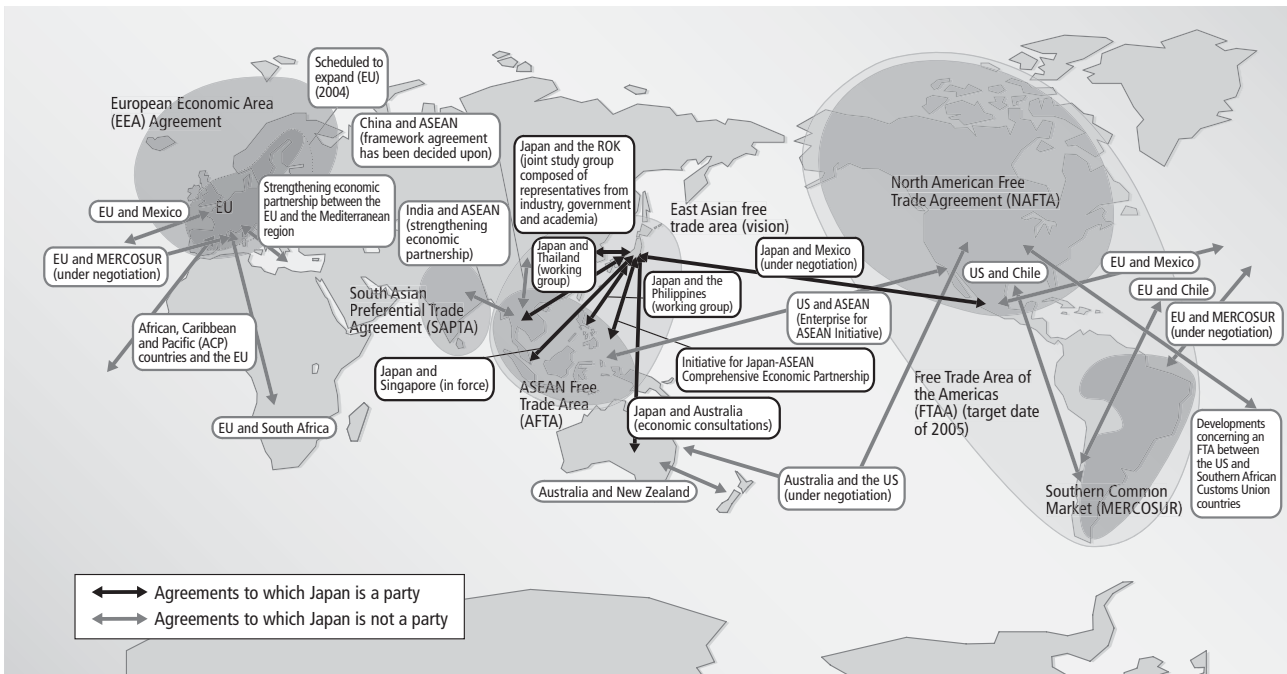 Scheduled to
expand (EU)
(2004)
European Economic Area
(EEA) Agreement
China and ASEAN
(framework agreement
has been decided upon)
Japan and the ROK
(joint study group
composed of
representatives from
industry, government
and academia)
North American Free
Trade Agreement (NAFTA)
Strengthening economic
partnership between the
EU and the Mediterranean
region
EU
EU and Mexico
India and ASEAN
(strengthening
economic
partnership)
East Asian free
trade area (vision)
EU and MERCOSUR
(under negotiation)
Japan and
Thailand
(working
group)
Japan and Mexico
(under negotiation)
US and Chile
EU and Mexico
Japan and the
Philippines
(working group)
EU and Chile
South Asian
Preferential Trade
Agreement (SAPTA)
US and ASEAN
(Enterprise for
ASEAN Initiative)
EU and MERCOSUR
(under negotiation)
African, Caribbean
and Pacific (ACP)
countries and the EU
Japan and
Singapore (in force)
Initiative for Japan-ASEAN
Comprehensive Economic Partnership
ASEAN Free
Trade Area
(AFTA)
Free Trade Area of
the Americas
(FTAA) (target date
of 2005)
Japan and Australia
(economic consultations)
EU and South Africa
Developments
concerning an
FTA between
the US and
Southern African
Customs Union
countries
Australia and New Zealand
Australia and the US
(under negotiation)
Southern Common
Market (MERCOSUR)
Agreements to which Japan is a party
Agreements to which Japan is not a party